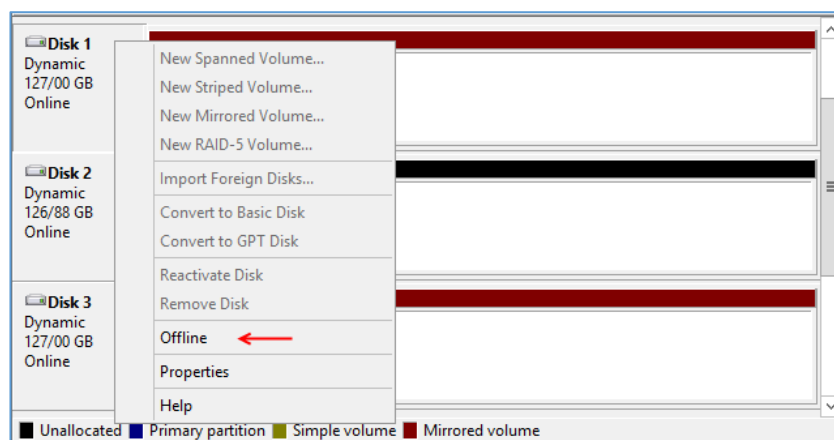 Disk 1
Dynamic
127/00 GB
Online
New Spanned Volume...
New Striped Volume...
New Mirrored Volume...
New RAID-5 Volume...
Import Foreign Disks...
Convert to Basic Disk
Convert to GPT Disk
Reactivate Disk
Remove Disk
Offline
Properties
Help
Disk 2
Dynamic
126/88 GB
Online
Disk 3
Dynamic
127/00 GB
Online
Unallocated Primary partition Simple volume Mirrored volume